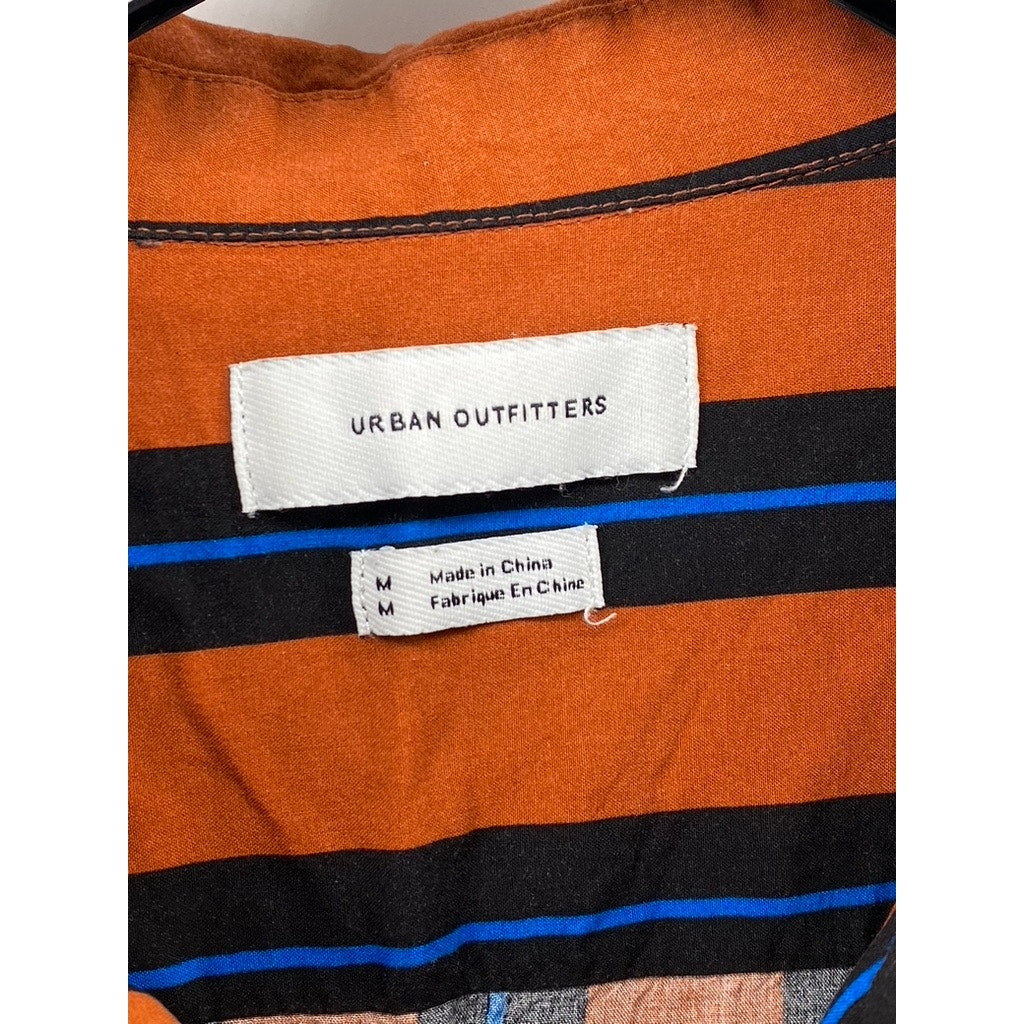 URBAN OUTFITTERS
M Made in China
M Fabrique En Chine